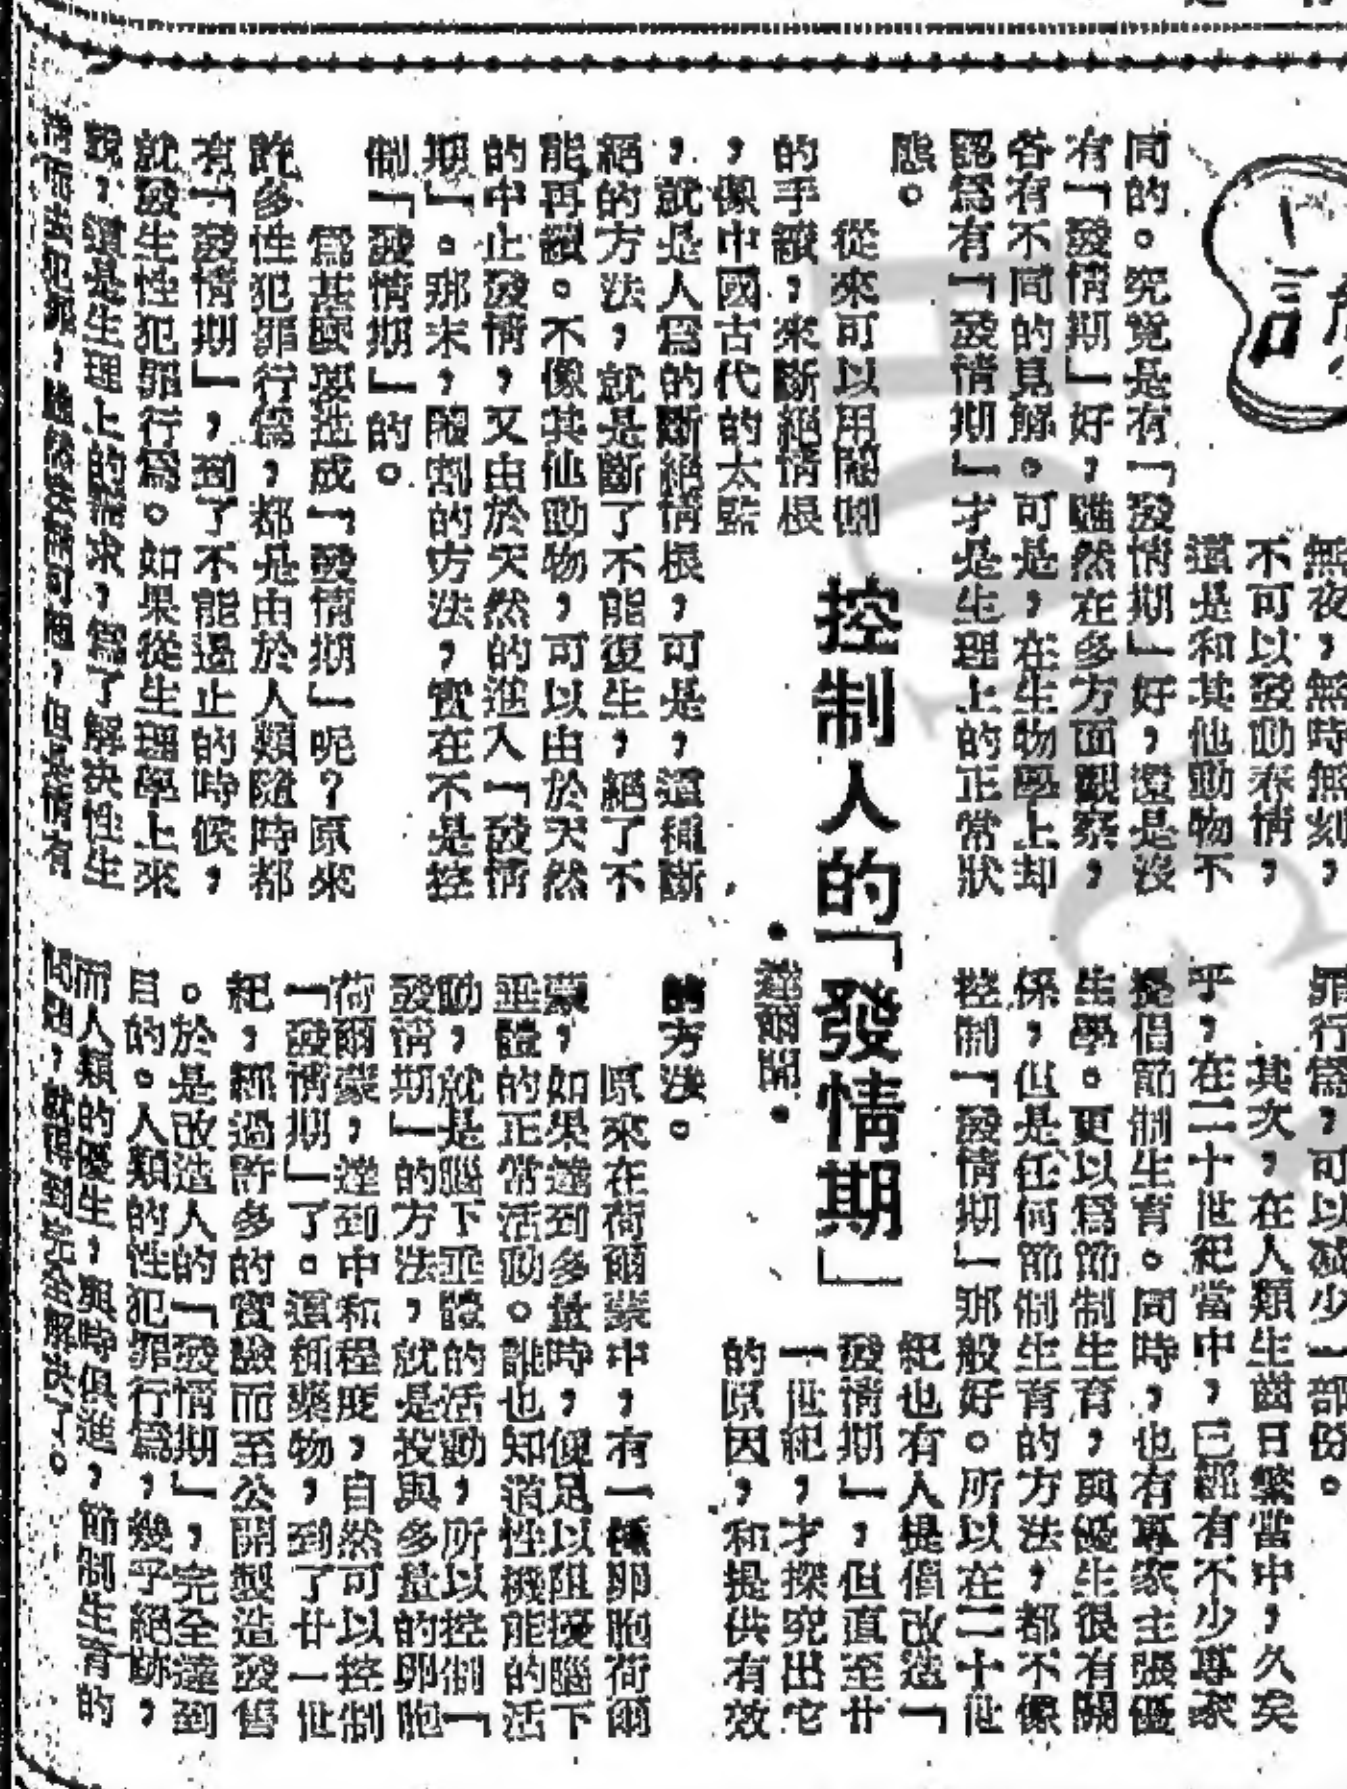 無夜，無時無刻，
不可以發動春情，
還是和其他動物不
同的。究竟是有「發情期」好，還是沒
有「發情期」好，雖然在多方面觀察，
各有不同的見解。可是，在生物學上却
認爲有「發情期」才是生理上的正常狀
態。
控制人的「發情期」
・達爾開・
從來可以用閹割
的手續，來斷絕情根
，像中國古代的太監
，就是人爲的斷絕情根，可是，這種斷
絕的方法，就是斷了不能復生，絕了不
能再續。不像其他動物，可以由於天然
的中止發情，又由於天然的進入「發情
期」。那末，閹割的方法，實在不是控
制「發情期」的。
爲甚麽要造成「發情期」呢？原來
許多性犯罪行爲，都是由於人類隨時都
有「發情期」，到了不能遏止的時候，
就發生性犯罪行爲。如果從生理學上來
說，還是生理上的需求，爲了解決性生
而去犯罪，但是情有
罪行爲，可以減少一部份。
其次，在人類生齒日繁當中，久矣
乎，在二十世紀當中，已經有不少專家
提倡節制生育。同時，也有專家主張優
生學。更以爲節制生育，與優生很有關
係，但是任何節制生育的方法，都不像
控制「發情期」那般好。所以在二十世
紀也有人提倡改造「
發情期」，但直至廿
一世紀，才探究出它
的原因，和提供有效
的方法。
原來在荷爾蒙中，有一種卵胞荷爾
蒙，如果達到多量時，便足以阻擾腦下
垂體的正常活動。誰也知道性機能的活
動，就是腦下垂體的活動，所以控制「
發情期」的方法，就是投與多量的卵胞
荷爾蒙，達到中和程度，自然可以控制
「發情期」了。這種藥物，到了廿一世
紀，經過許多的實驗而至公開製造發售
。於是改造人的「發情期」，完全達到
目的。人類的性犯罪行爲，幾乎絕跡，
而人類的優生，與時俱進，節制生育的
問題，就得到完全解決了。